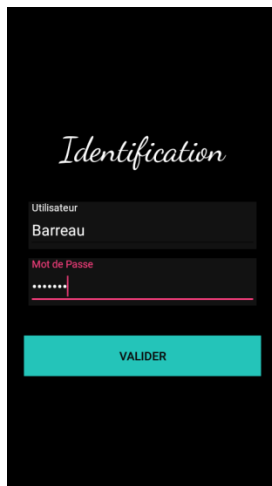 Identification
Utilisateur
Barreau
Mot de Passe
•••••••
VALIDER